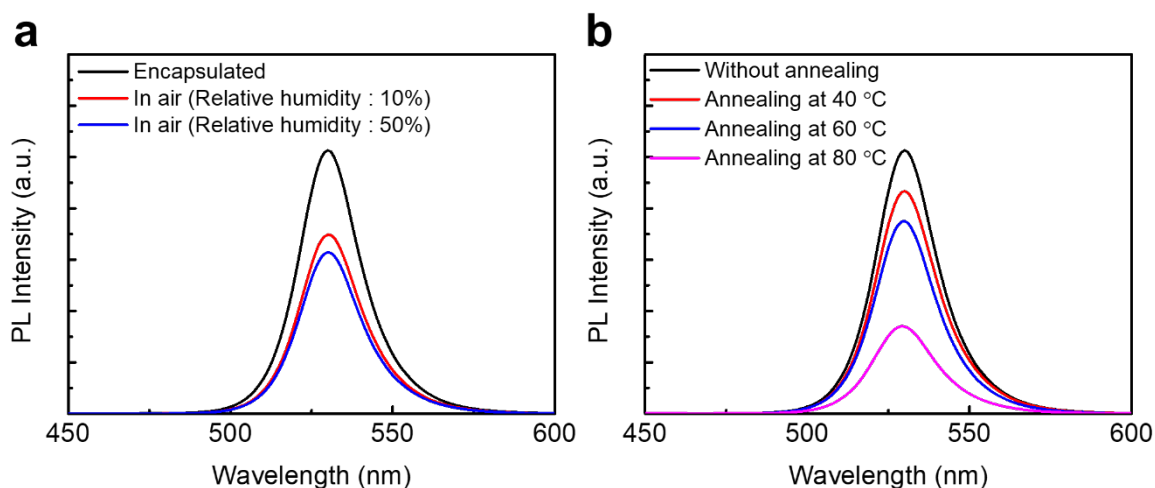 a
Encapsulated
In air (Relative humidity : 10%)
In air (Relative humidity : 50%)
PL Intensity (a.u.)
450
500
550
600
Wavelength (nm)
b
Without annealing
Annealing at 40 °C
Annealing at 60 °C
Annealing at 80 °C
PL Intensity (a.u.)
450
500
550
600
Wavelength (nm)